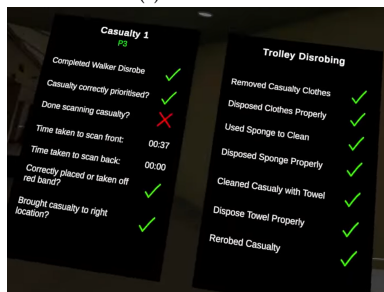 Casualty 1
P3
Completed Walker Disrobe
Casualty correctly prioritised?
Done scanning casualty?
Time taken to scan front: 00:37
Time taken to scan back: 00:00
Correctly placed or taken off
red band?
Brought casualty to right
location?
Trolley Disrobing
Removed Casualty Clothes
Disposed Clothes Properly
Used Sponge to Clean
Disposed Sponge Properly
Cleaned Casualy with Towel
Dispose Towel Properly
Rerobed Casualty